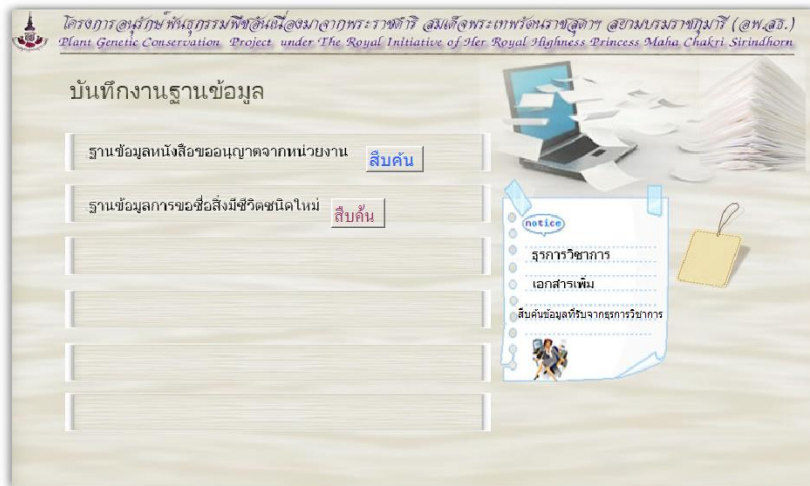 โครงการอนุรักษ์พันธุกรรมพืชอันเนื่องมาจากพระราชดำริ สมเด็จพระเทพรัตนราชสุดาฯ สยามบรมราชกุมารี (อพ.สธ.)
Plant Genetic Conservation Project under The Royal Initiative of Her Royal Highness Princess Maha Chakri Sirindhorn
บันทึกงานฐานข้อมูล
ฐานข้อมูลหนังสือขออนุญาตจากหน่วยงาน สืบค้น
ฐานข้อมูลการขอชื่อสิ่งมีชีวิตชนิดใหม่ สืบค้น
notice
ธุรการวิชาการ
เอกสารเพิ่ม
สืบค้นข้อมูลที่รับจากธุรการวิชาการ